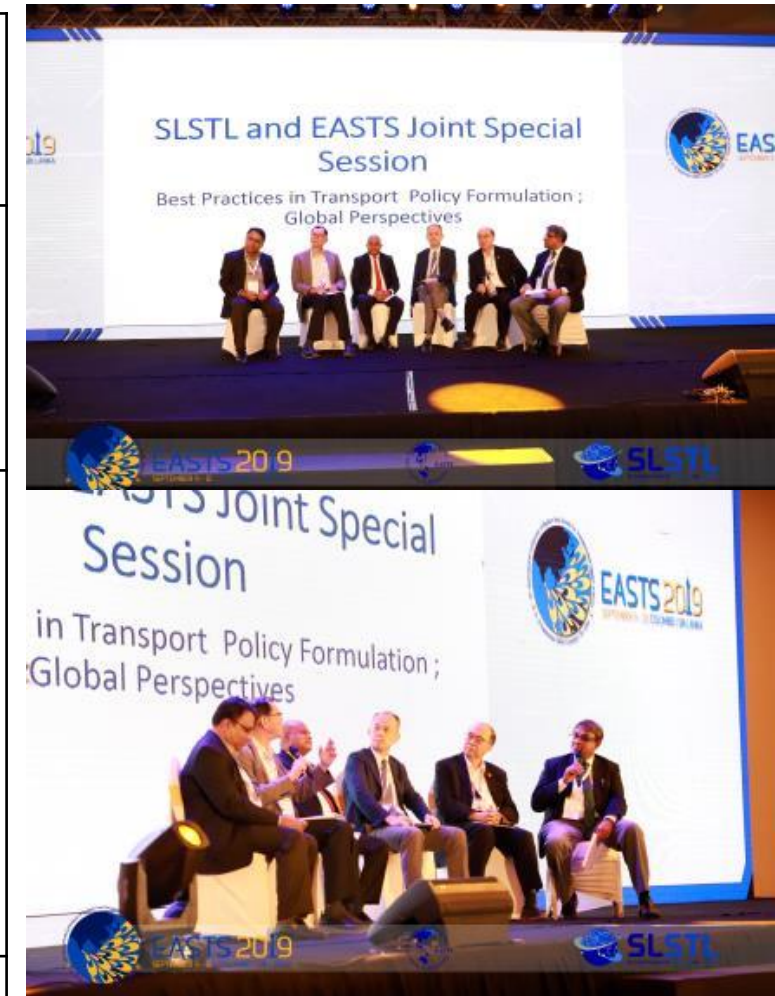 SLSTL and EASTS Joint Special
Session
Best Practices in Transport Policy Formulation ;
Global Perspectives
EAS
EASTS 2019
SLSTL
EASTS Joint Special
Session
in Transport Policy Formulation ;
Global Perspectives
EASTS 2019
EASTS 2019
SLSTL